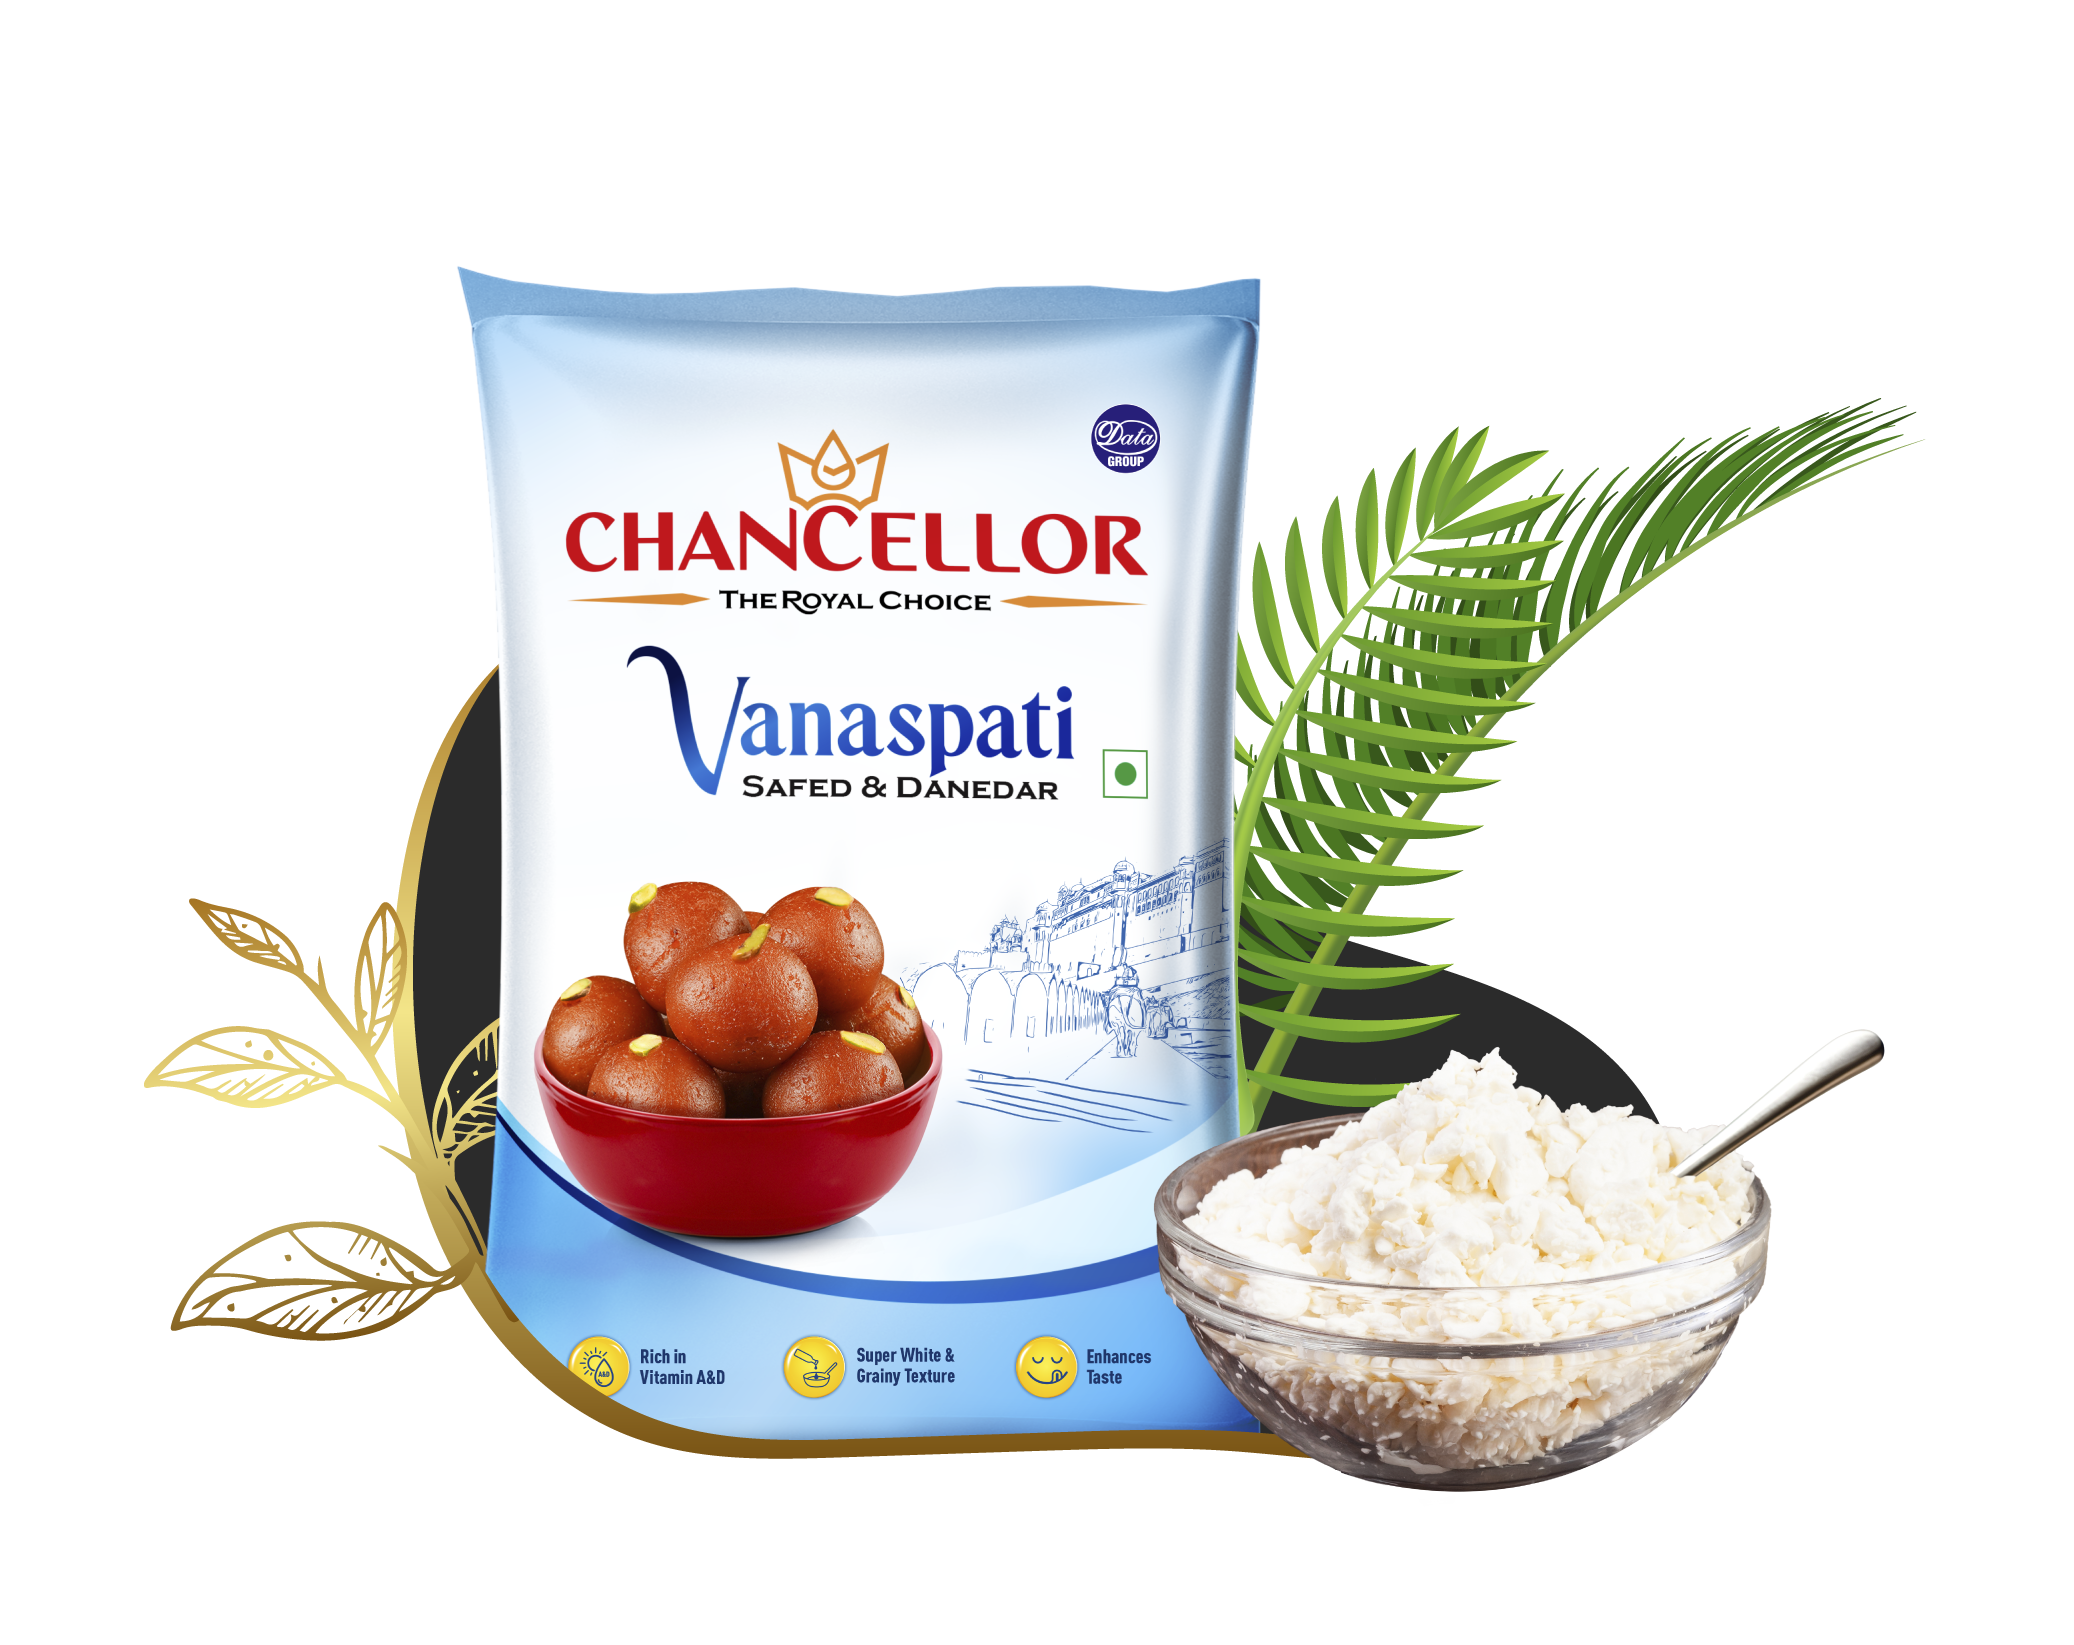 Data
GROUP
CHANCELLOR
THE ROYAL CHOICE
Vanaspati
SAFED & DANEDAR
A&D
Rich in
Vitamin A&D
Super White &
Grainy Texture
Enhances
Taste